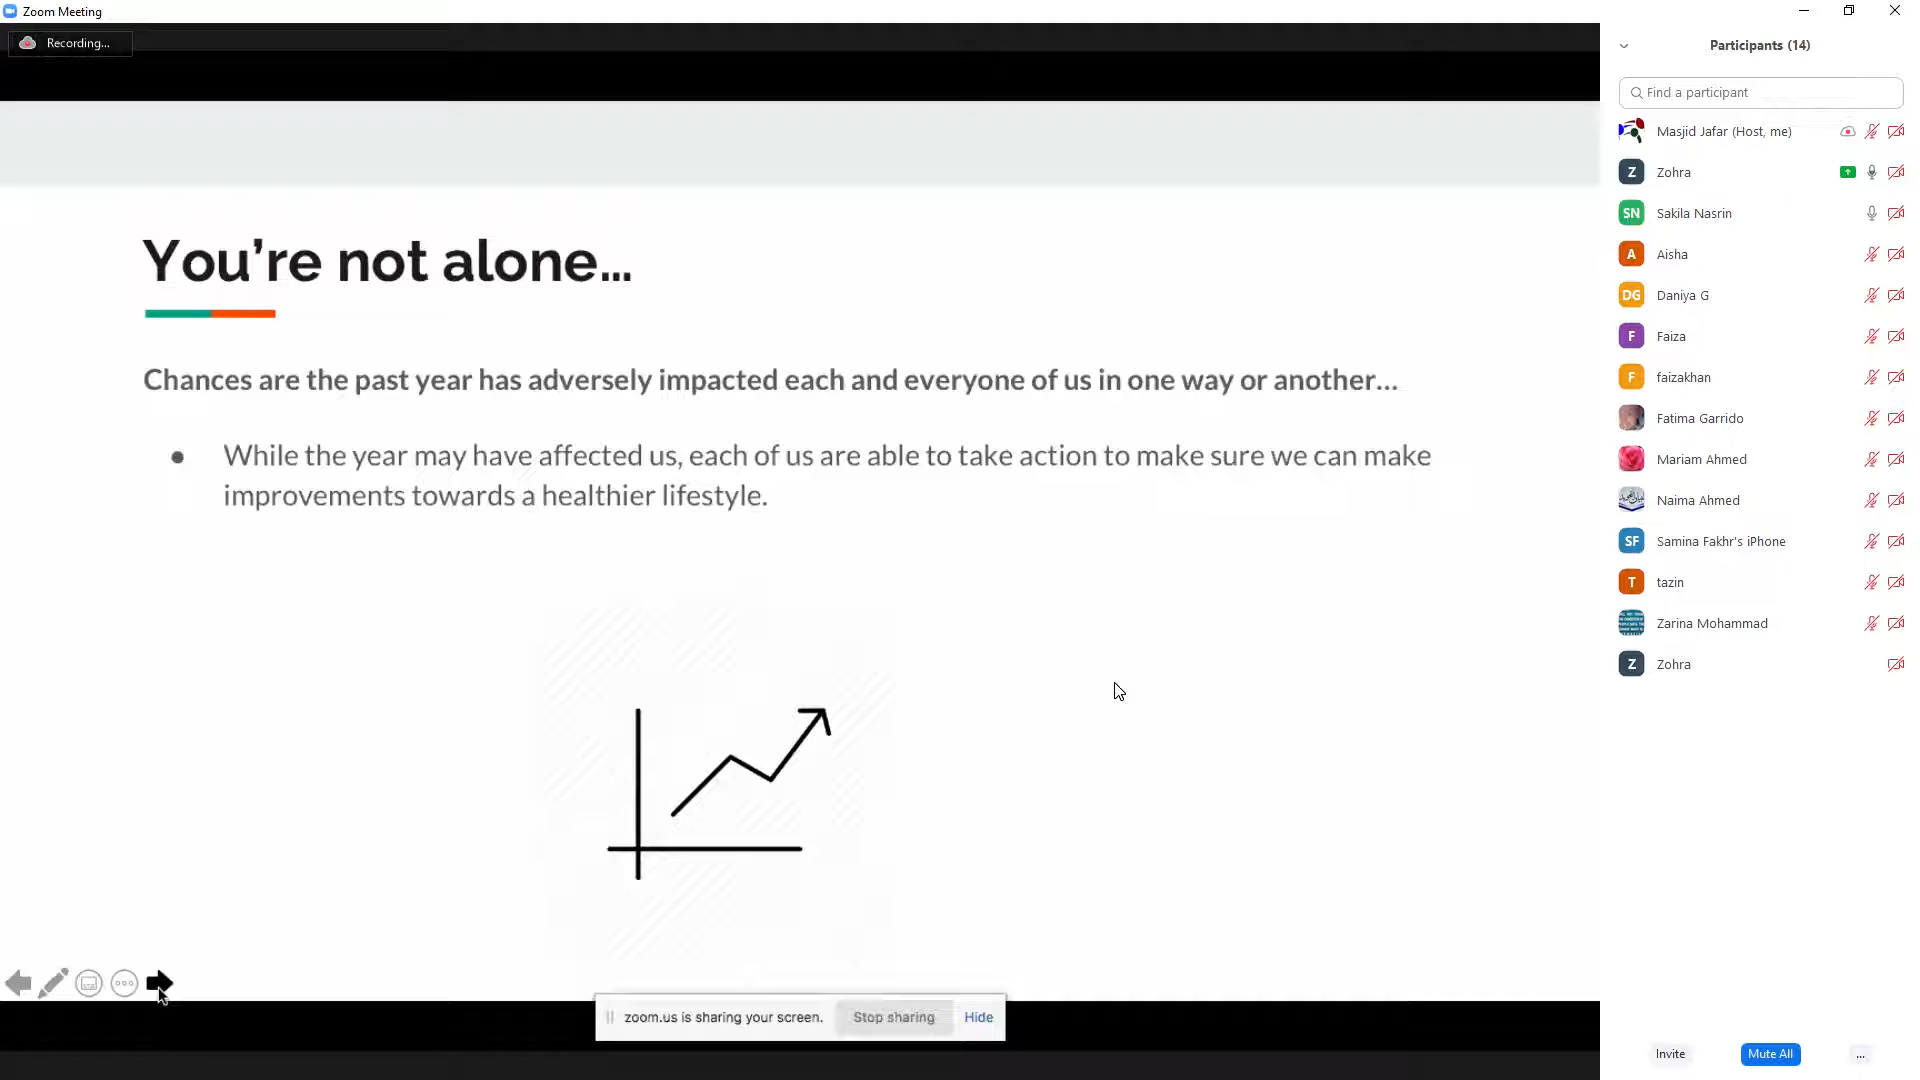 Zoom Meeting
Recording...
You're not alone...
Chances are the past year has adversely impacted each and everyone of us in one way or another...
● While the year may have affected us, each of us are able to take action to make sure we can make
improvements towards a healthier lifestyle.
zoom.us is sharing your screen. Stop sharing Hide
Participants (14)
Find a participant
Masjid Jafar (Host, me)
Z Zohra
SN Sakila Nasrin
A Aisha
DG Daniya G
F Faiza
F faizakhan
Fatima Garrido
Mariam Ahmed
Naima Ahmed
SF Samina Fakhr's iPhone
T tazin
Zarina Mohammad
Z Zohra
Invite Mute All ...